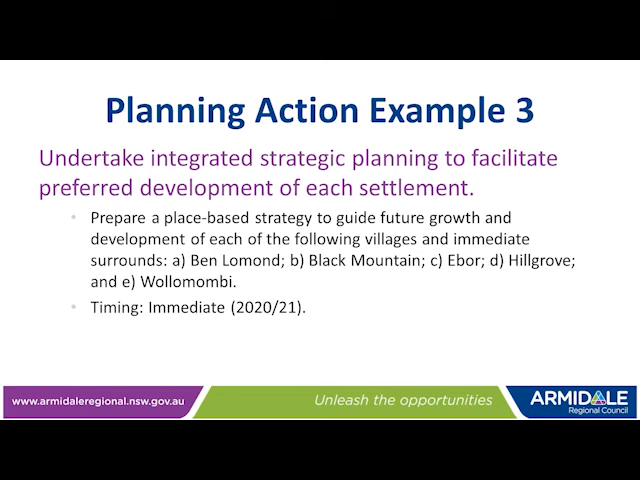 Planning Action Example 3
Undertake integrated strategic planning to facilitate
preferred development of each settlement.
• Prepare a place-based strategy to guide future growth and
development of each of the following villages and immediate
surrounds: a) Ben Lomond; b) Black Mountain; c) Ebor; d) Hillgrove;
and e) Wollomombi.
• Timing: Immediate (2020/21).
www.armidaleregional.nsw.gov.au
Unleash the opportunities
ARMIDALE
Regional Council